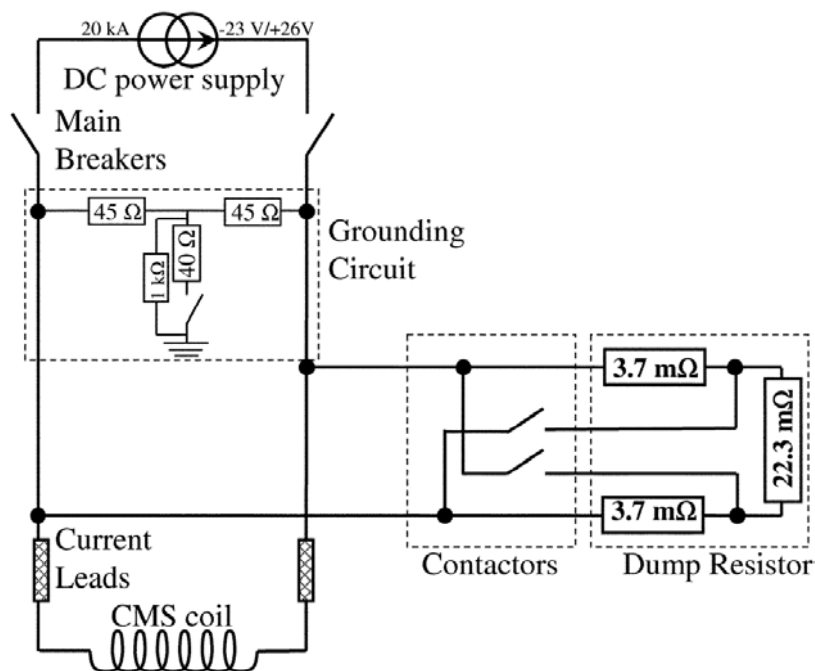 20 kA
-23 V/+26V
DC power supply
Main
Breakers
45 Ω
45 Ω
40 Ω
1 kΩ
Grounding
Circuit
3.7 mΩ
22.3 mΩ
3.7 mΩ
Current
Leads
Contactors
Dump Resistor
CMS coil